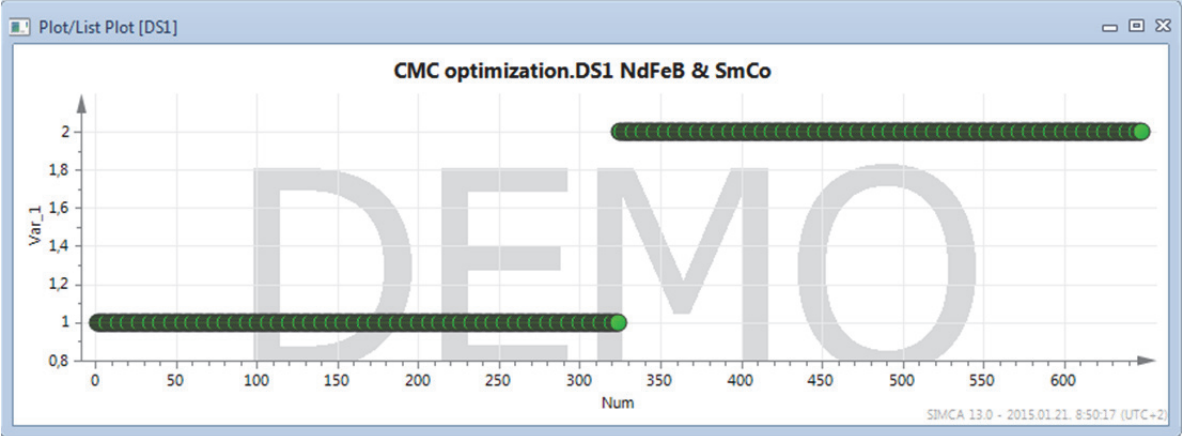 Plot/List Plot [DS1]
CMC optimization.DS1 NdFeB & SmCo
2
1,8
1,6
1,4
1,2
1
0,8
Var_1
DEMO
0 50 100 150 200 250 300 350 400 450 500 550 600
Num
SIMCA 13.0 - 2015.01.21. 8:50:17 (UTC+2)